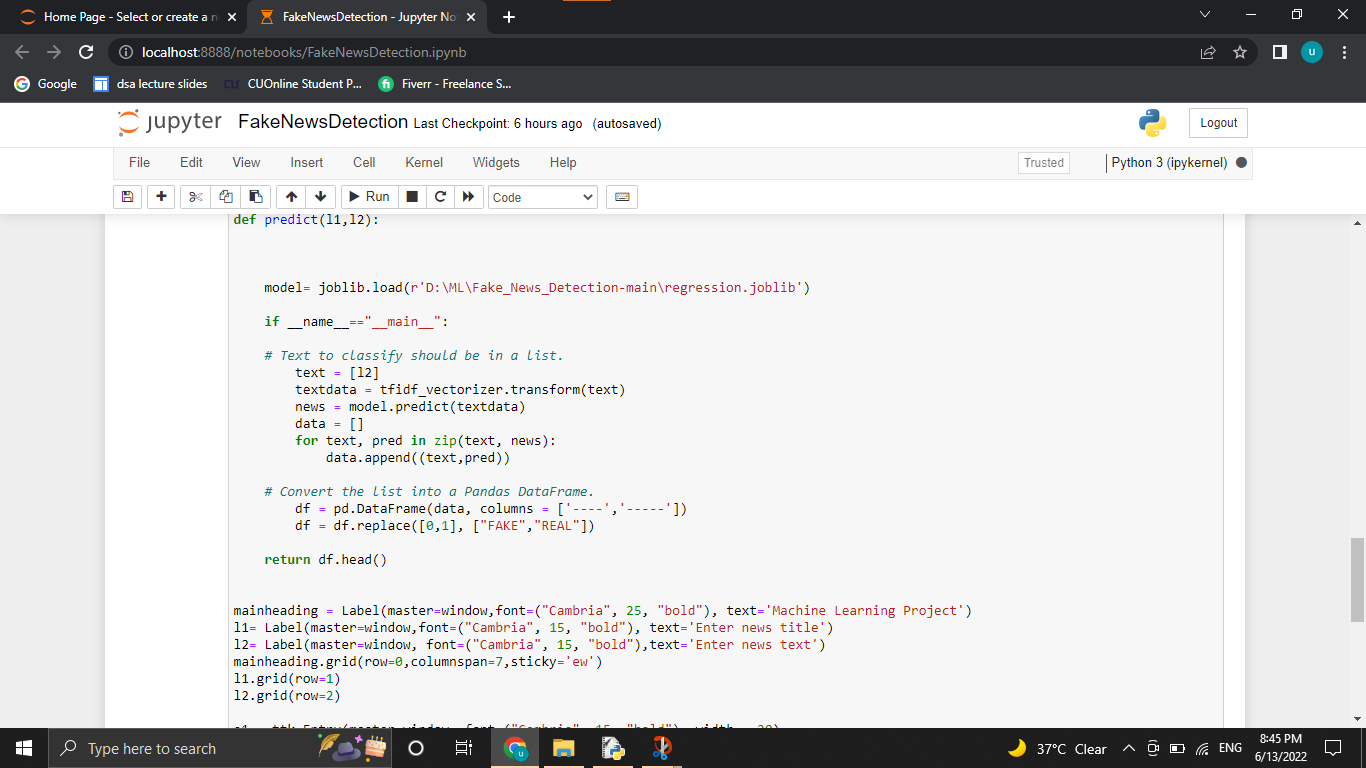 Home Page - Select or create a n
FakeNewsDetection - Jupyter No
localhost:8888/notebooks/FakeNewsDetection.ipynb
u
Google
dsa lecture slides
CU CUOnline Student P...
fi Fiverr - Freelance S...
jupyter FakeNewsDetection Last Checkpoint: 6 hours ago (autosaved)
Logout
File Edit View Insert Cell Kernel Widgets Help
Trusted
Python 3 (ipykernel)
Run
Code
def predict(l1,l2):
model= joblib.load(r'D:\ML\Fake_News_Detection-main\regression.joblib')
if __name__=="__main__":
# Text to classify should be in a list.
text = [l2]
textdata = tfidf_vectorizer.transform(text)
news = model.predict(textdata)
data = []
for text, pred in zip(text, news):
data.append((text,pred))
# Convert the list into a Pandas DataFrame.
df = pd.DataFrame(data, columns = ['----','-----'])
df = df.replace([0,1], ["FAKE","REAL"])
return df.head()
mainheading = Label(master=window,font=("Cambria", 25, "bold"), text='Machine Learning Project')
l1= Label(master=window,font=("Cambria", 15, "bold"), text='Enter news title')
l2= Label(master=window, font=("Cambria", 15, "bold"),text='Enter news text')
mainheading.grid(row=0,columnspan=7,sticky='ew')
l1.grid(row=1)
l2.grid(row=2)
Type here to search
37°C Clear
ENG
8:45 PM
6/13/2022